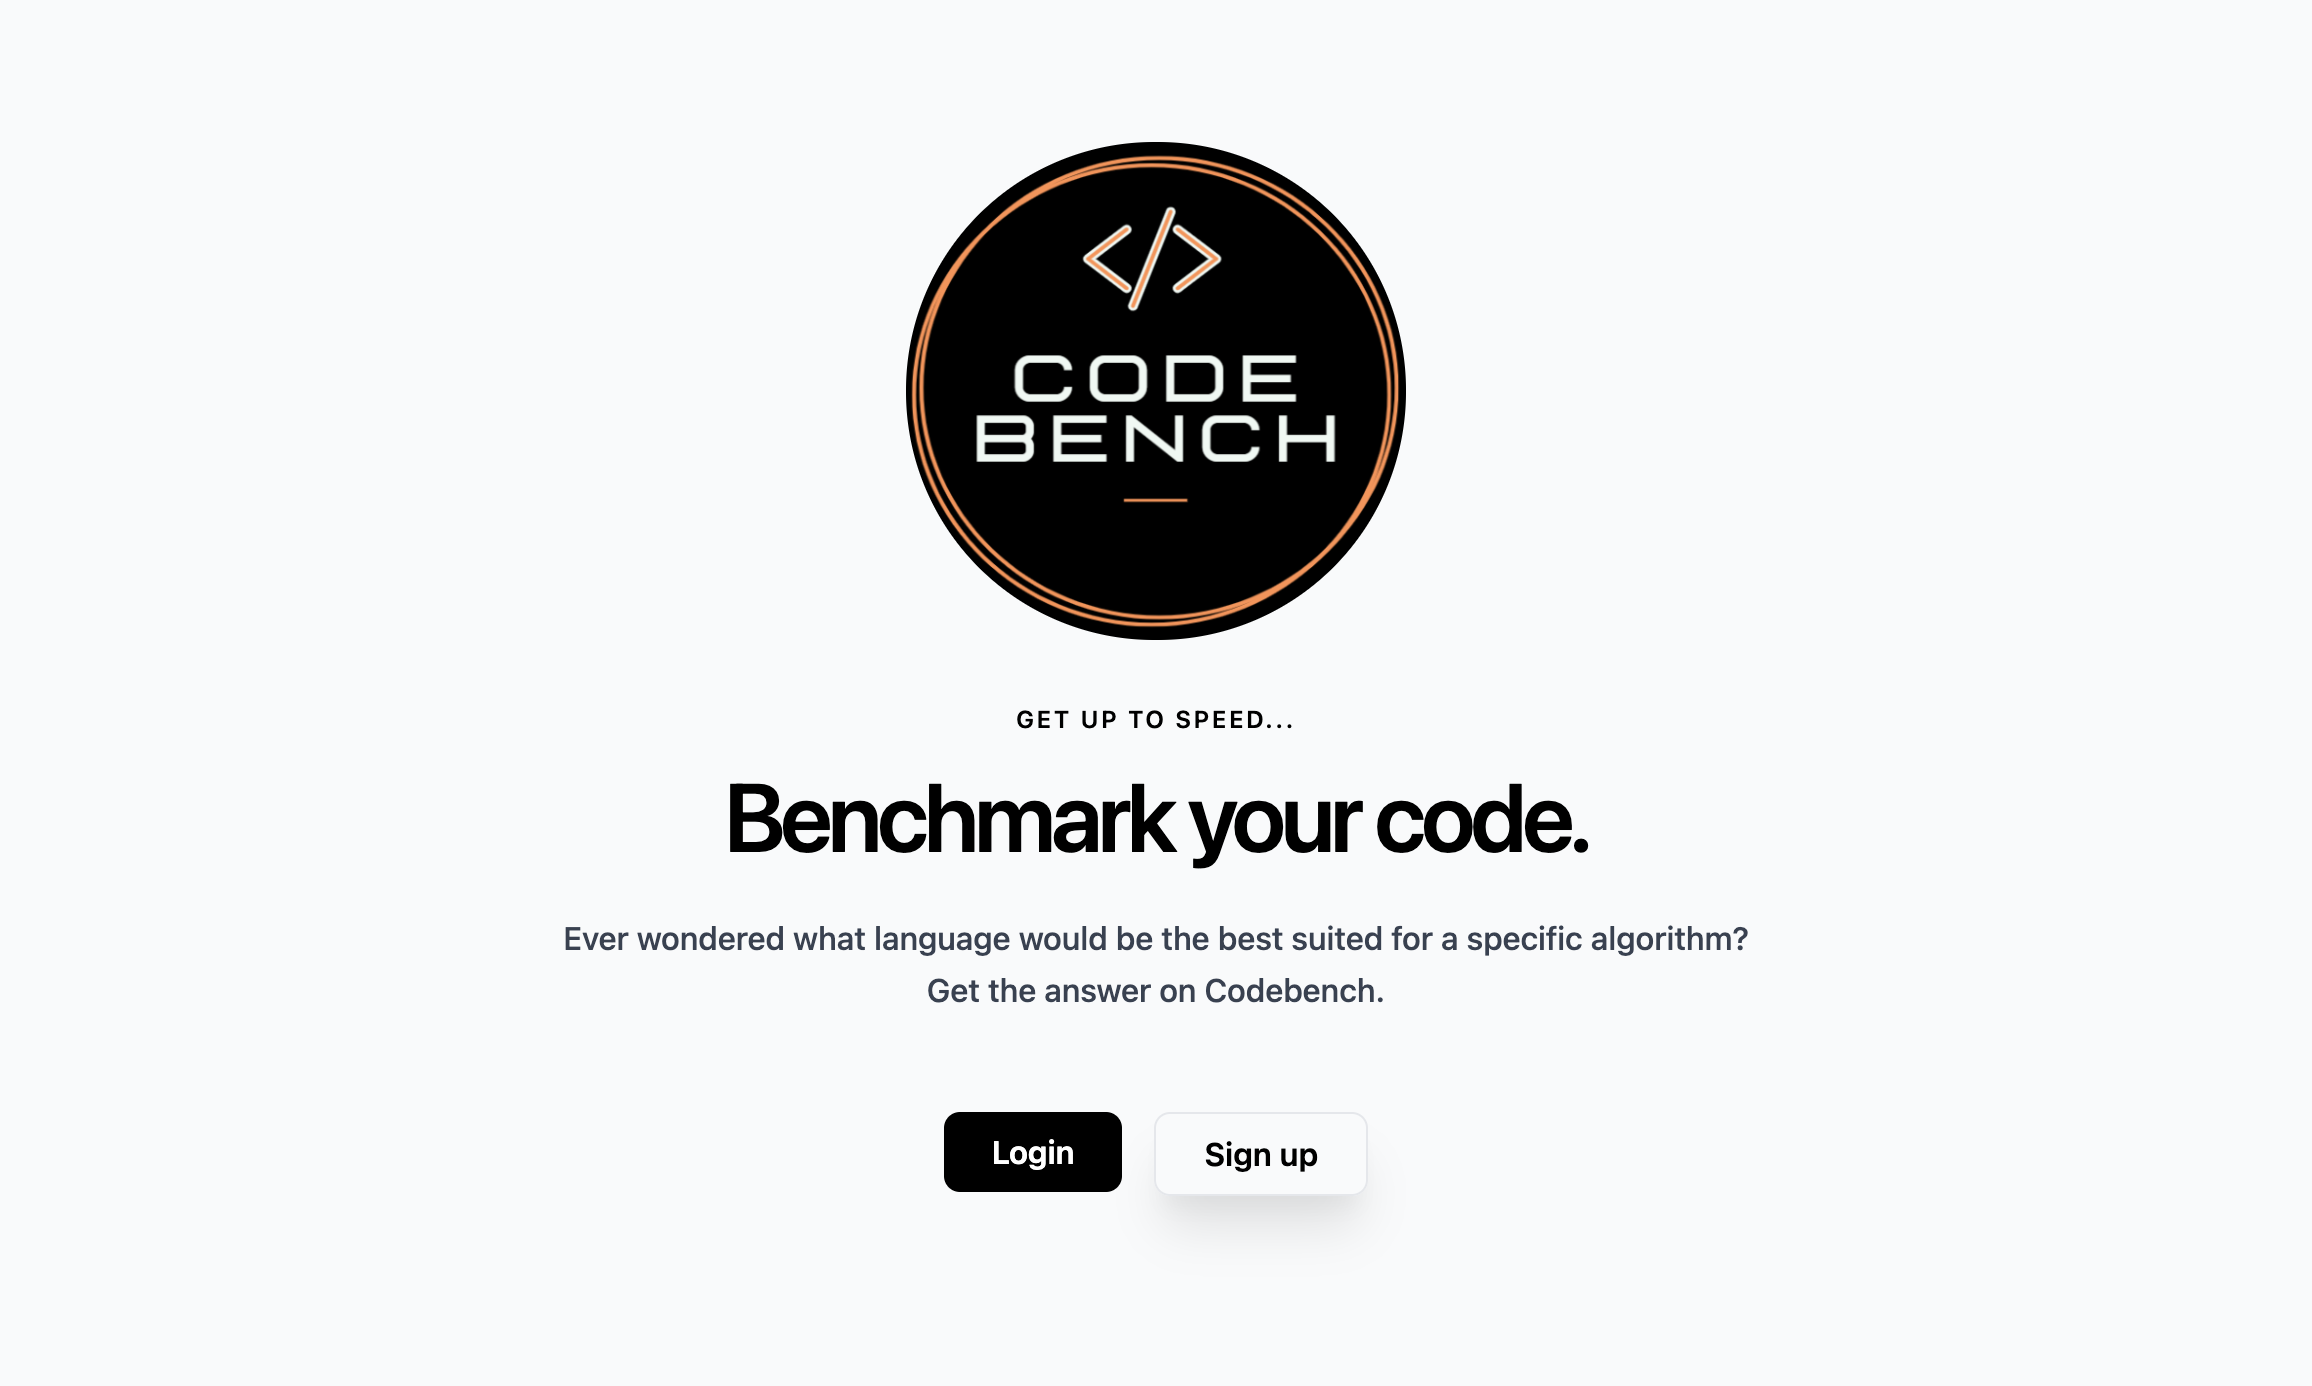 </>
CODE
BENCH
GET UP TO SPEED...
Benchmark your code.
Ever wondered what language would be the best suited for a specific algorithm?
Get the answer on Codebench.
Login
Sign up